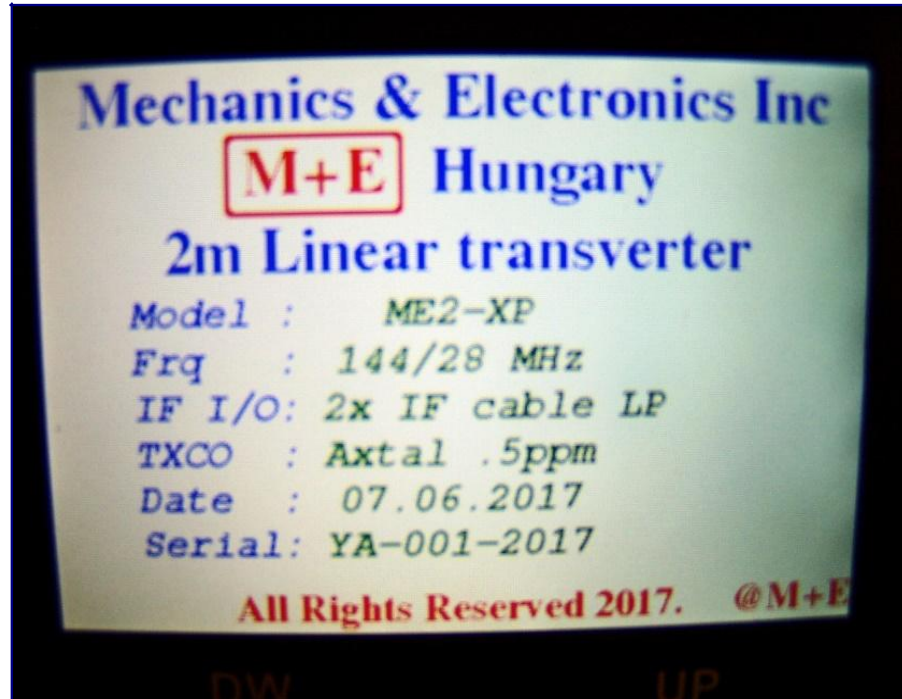 Mechanics & Electronics Inc
M+E Hungary
2m Linear transverter
Model : ME2-XP
Frq : 144/28 MHz
IF I/O: 2x IF cable LP
TXCO : Axtal .5ppm
Date : 07.06.2017
Serial: YA-001-2017
All Rights Reserved 2017. @M+E
DW UP